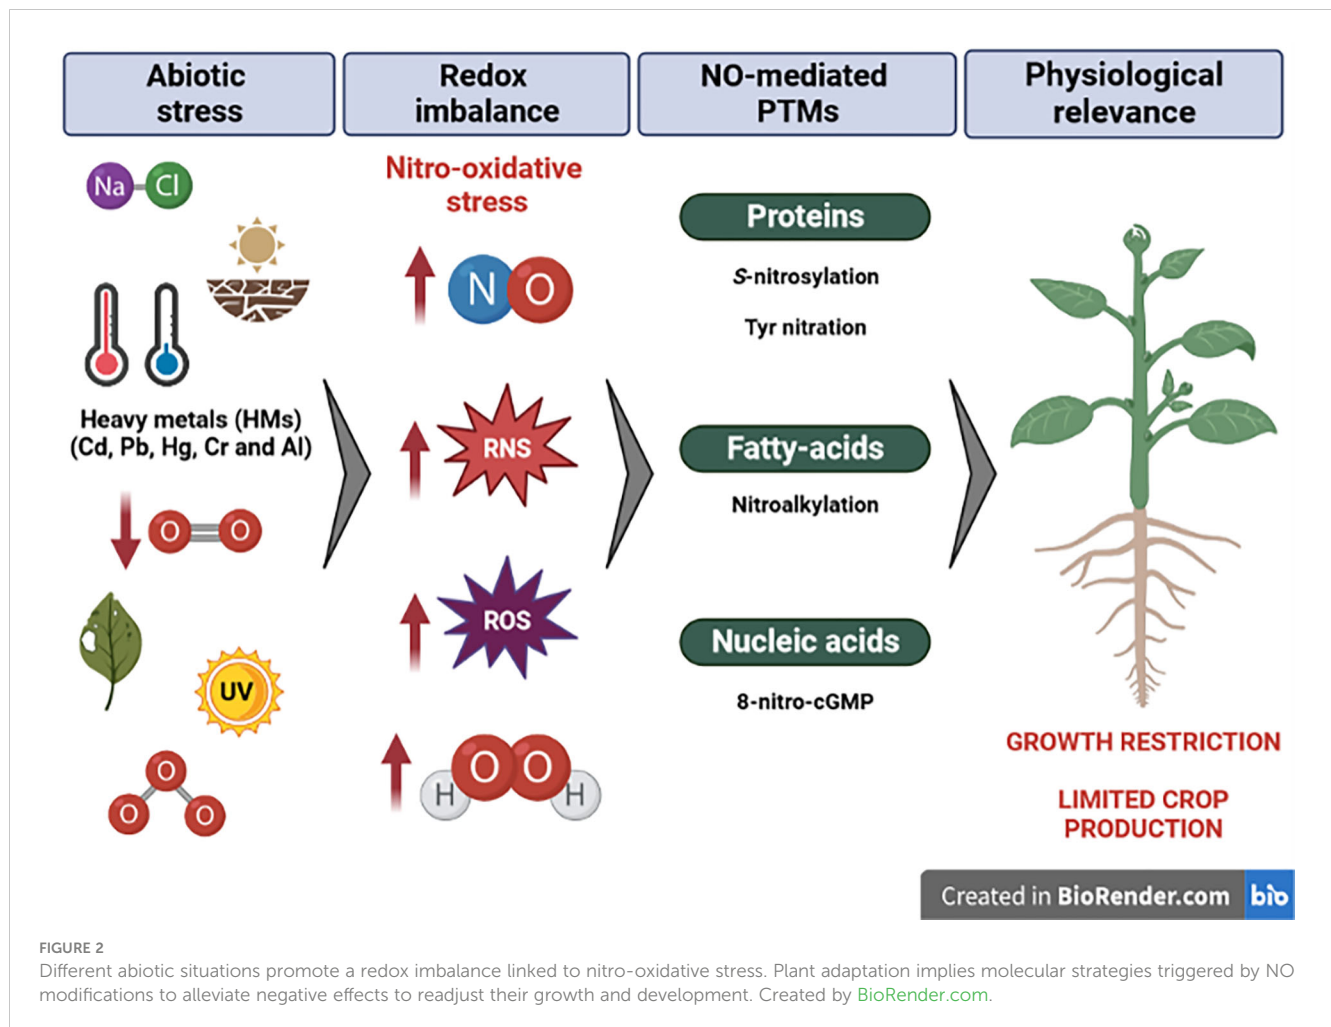 Abiotic
stress
Redox
imbalance
NO-mediated
PTMs
Physiological
relevance
Na Cl
Heavy metals (HMs)
(Cd, Pb, Hg, Cr and Al)
O O
UV
O
O O
Nitro-oxidative
stress
N O
RNS
ROS
H O O H
Proteins
S-nitrosylation
Tyr nitration
Fatty-acids
Nitroalkylation
Nucleic acids
8-nitro-cGMP
GROWTH RESTRICTION
LIMITED CROP
PRODUCTION
Created in BioRender.com bio
FIGURE 2
Different abiotic situations promote a redox imbalance linked to nitro-oxidative stress. Plant adaptation implies molecular strategies triggered by NO
modifications to alleviate negative effects to readjust their growth and development. Created by BioRender.com.